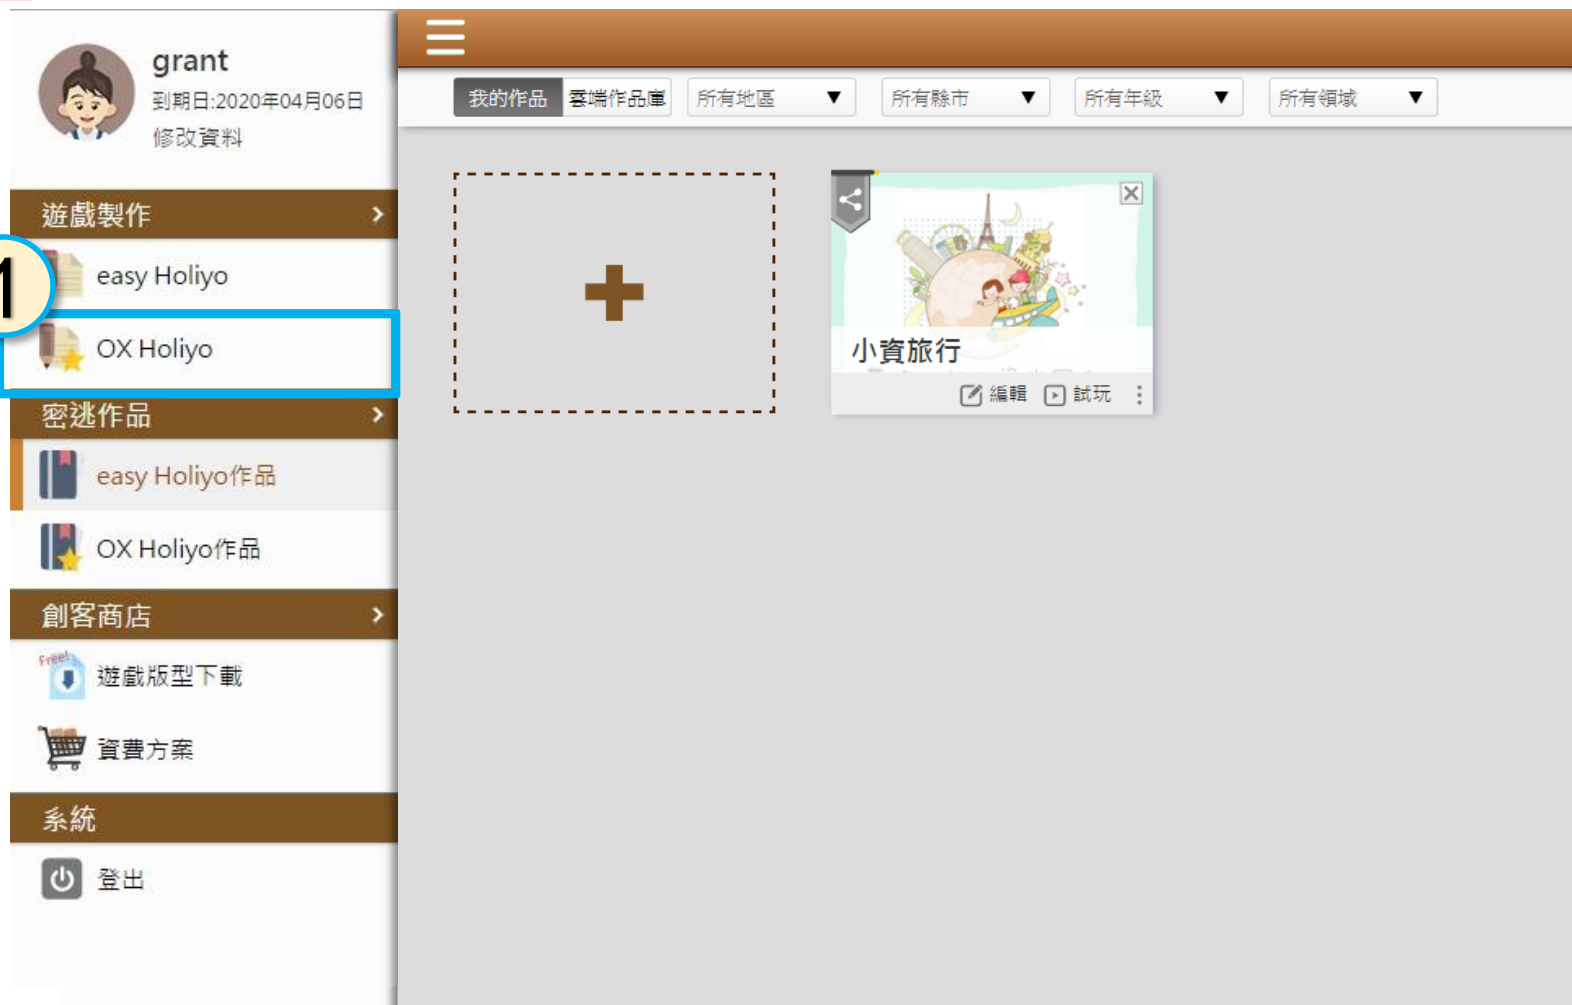 grant
到期日:2020年04月06日
修改資料
遊戲製作
1
easy Holiyo
OX Holiyo
密逃作品
easy Holiyo作品
OX Holiyo作品
創客商店
Free!
遊戲版型下載
資費方案
系統
登出
我的作品 雲端作品庫 所有地區 所有縣市 所有年級 所有領域
小資旅行
編輯 試玩